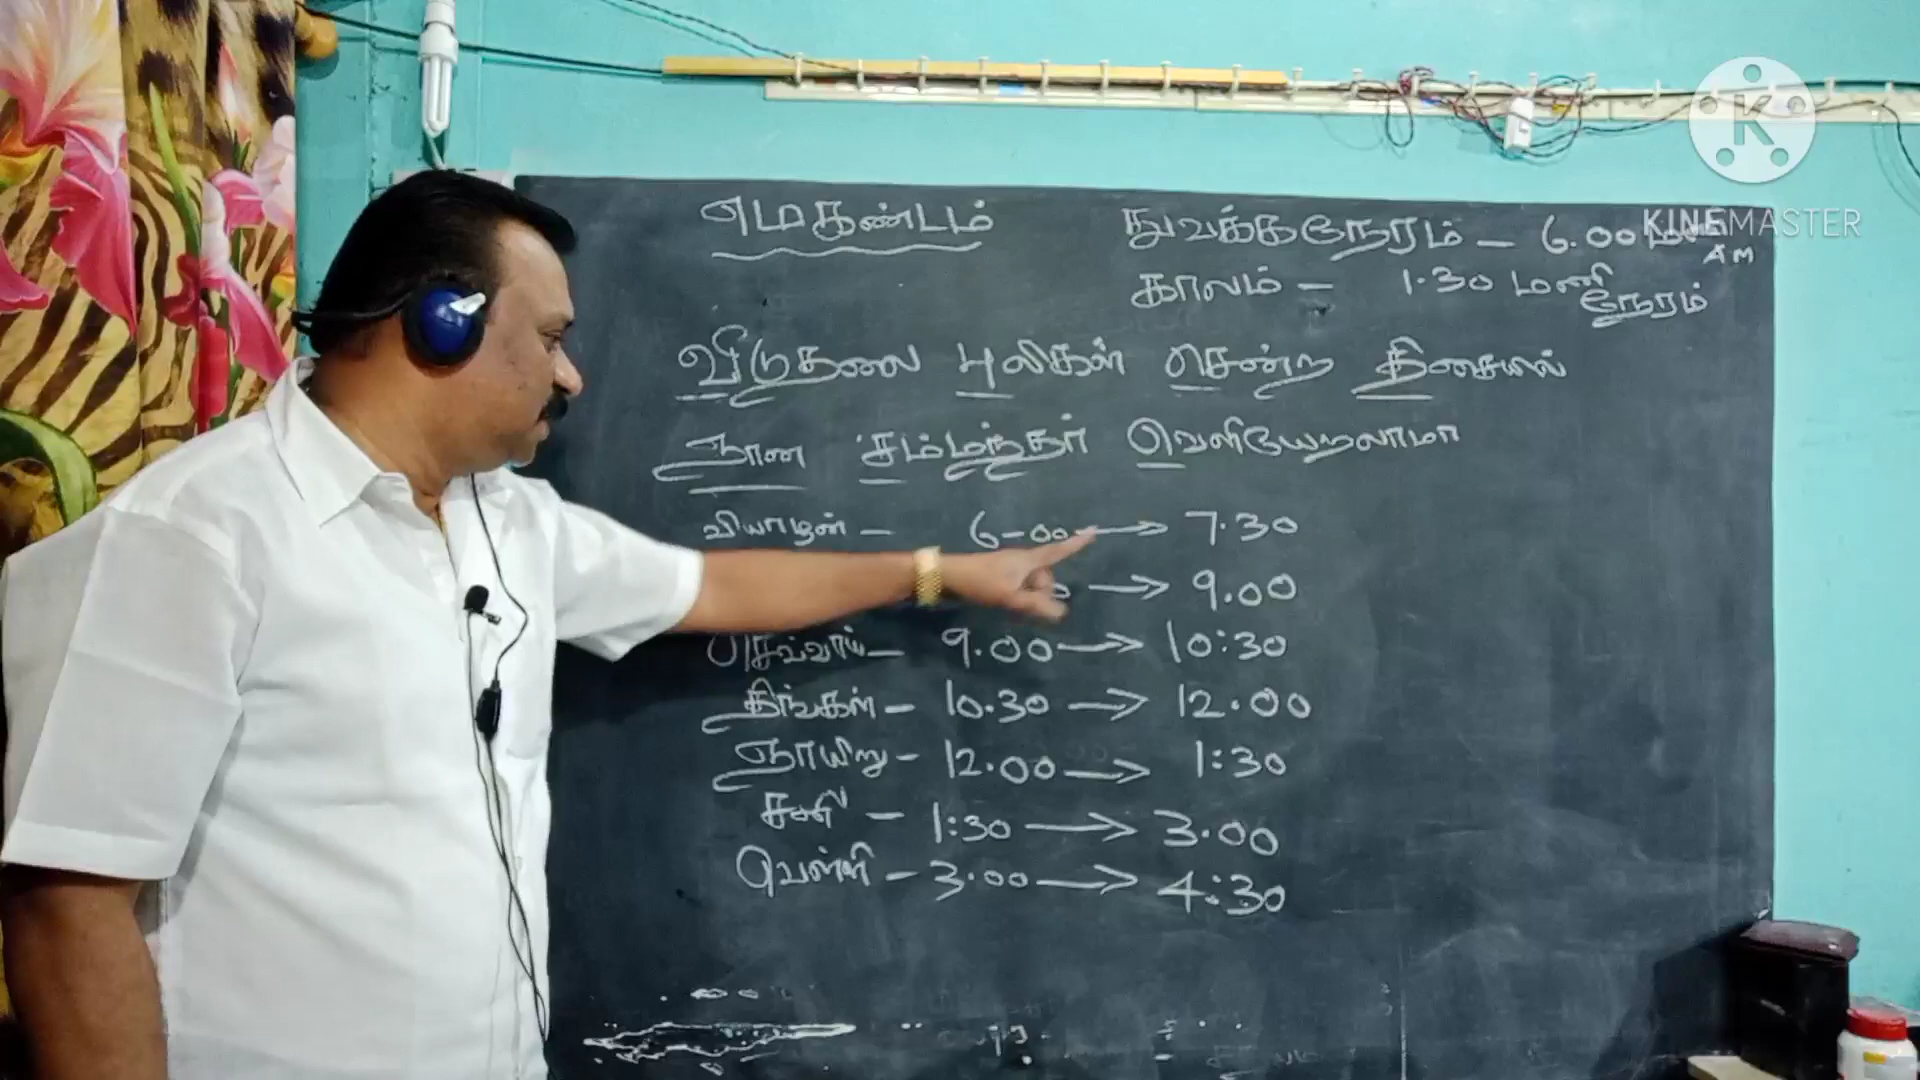 எமகண்டம்
துவக்கநேரம் - 6.00 மணி
AM
காலம் - 1.30 மணி
நேரம்
விடுதலை புலிகள் சென்ற திசையில்
ஞான சம்மந்தர் வெளியேறலாமா
வியாழன் - 6-00 → 7.30
→ 9.00
செவ்வாய் - 9.00 → 10:30
திங்கள் - 10.30 → 12.00
ஞாயிறு - 12.00 → 1:30
சனி - 1:30 → 3.00
வெள்ளி - 3.00 → 4:30
K
KINEMASTER